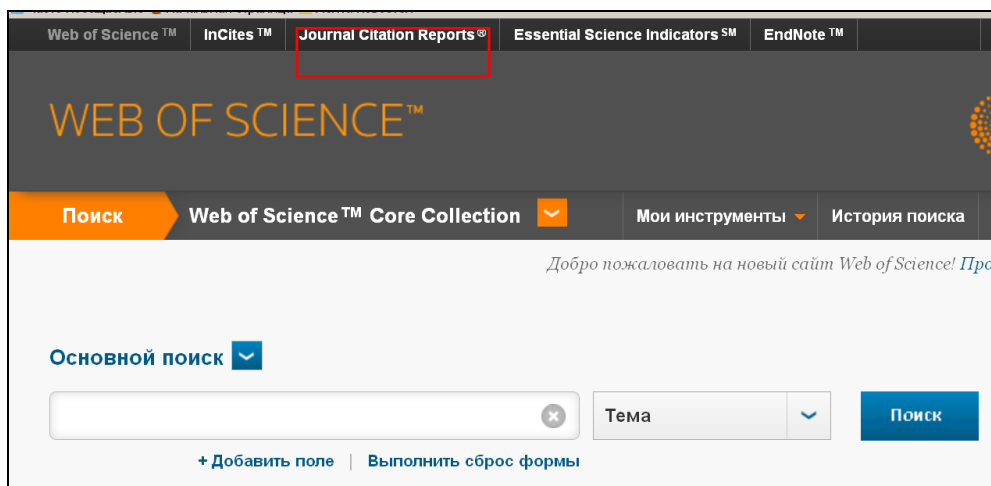 Web of Science ™ InCites ™ Journal Citation Reports ® Essential Science Indicators SM EndNote ™
WEB OF SCIENCE™
Поиск Web of Science™ Core Collection Мои инструменты История поиска
Добро пожаловать на новый сайт Web of Science!
Основной поиск
Тема Поиск
+ Добавить поле | Выполнить сброс формы